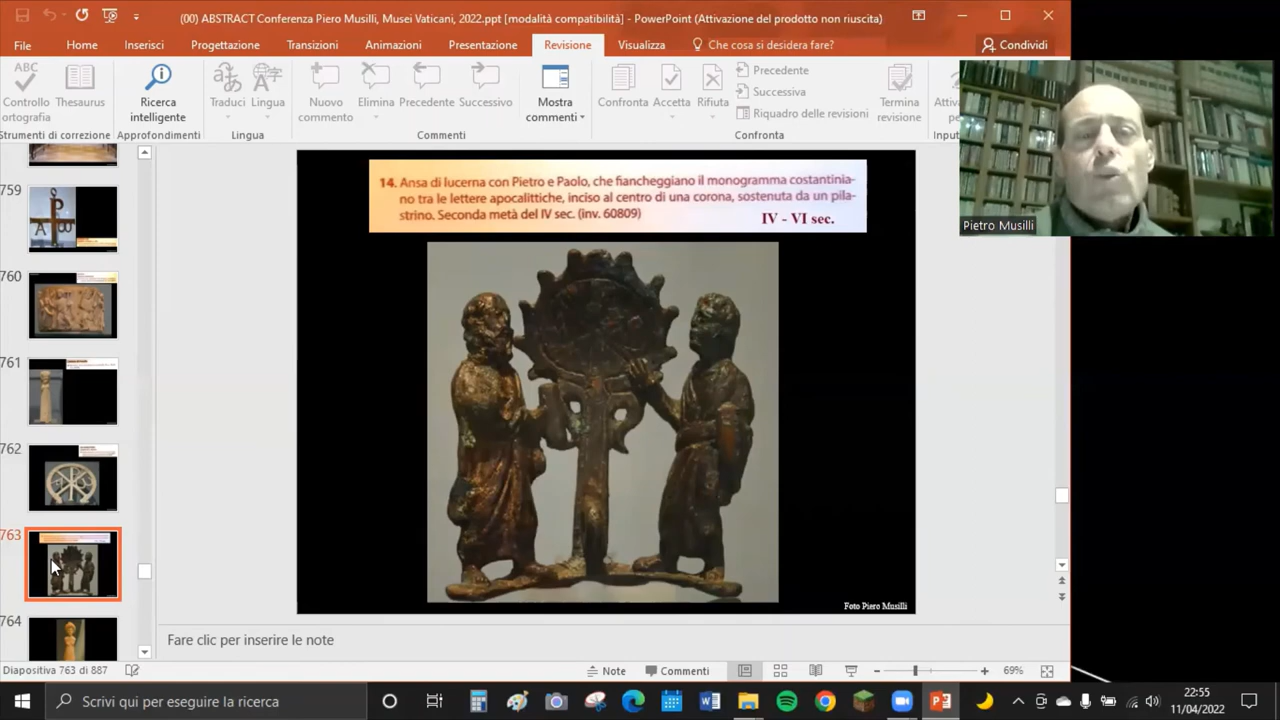 (00) ABSTRACT Conferenza Piero Musilli, Musei Vaticani, 2022.ppt [modalità compatibilità] - PowerPoint (Attivazione del prodotto non riuscita)
File Home Inserisci Progettazione Transizioni Animazioni Presentazione Revisione Visualizza Che cosa si desidera fare? Condividi
ABC
Controllo ortografia
Thesaurus
Strumenti di correzione
Ricerca intelligente
Approfondimenti
Traduci
Lingua
Lingua
Nuovo commento
Elimina
Precedente
Successivo
Mostra commenti
Commenti
Confronta
Accetta
Rifiuta
Precedente
Successiva
Riquadro delle revisioni
Confronta
Termina revisione
Attiva
Input
Pietro Musilli
759
760
761
762
763
764
14. Ansa di lucerna con Pietro e Paolo, che fiancheggiano il monogramma costantinia-
no tra le lettere apocalittiche, inciso al centro di una corona, sostenuta da un pila-
strino. Seconda metà del IV sec. (inv. 60809)
IV - VI sec.
Foto Piero Musilli
Fare clic per inserire le note
Diapositiva 763 di 887
Note Commenti 69%
Scrivi qui per eseguire la ricerca
22:55
11/04/2022